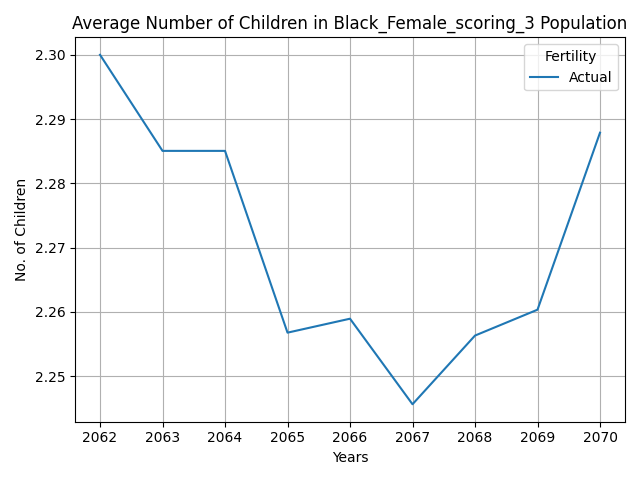 Average Number of Children in Black_Female_scoring_3 Population
Fertility
Actual
No. of Children
2.30
2.29
2.28
2.27
2.26
2.25
2062 2063 2064 2065 2066 2067 2068 2069 2070
Years